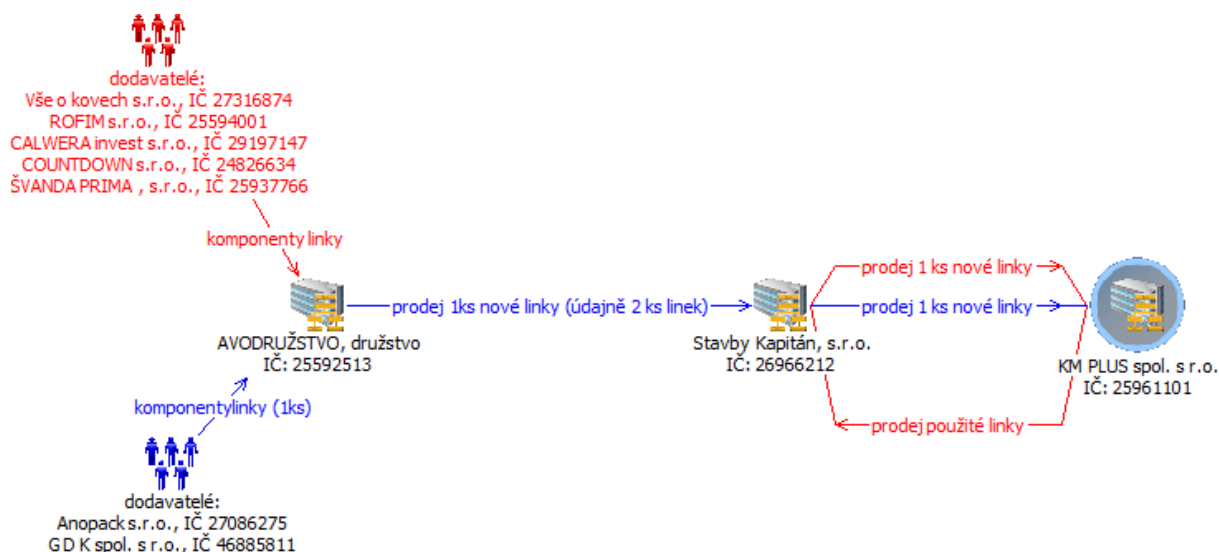 dodavatelé:
Vše o kovech s.r.o., IČ 27316874
ROFIM s.r.o., IČ 25594001
CALWERA invest s.r.o., IČ 29197147
COUNTDOWN s.r.o., IČ 24826634
ŠVANDA PRIMA , s.r.o., IČ 25937766
komponenty linky
prodej 1ks nové linky (údajně 2 ks linek)
prodej 1 ks nové linky
prodej 1 ks nové linky
AVODRUŽSTVO, družstvo
IČ: 25592513
Stavby Kapitán, s.r.o.
IČ: 26966212
KM PLUS spol. s r.o.
IČ: 25961101
prodej použité linky
komponenty linky (1ks)
dodavatelé:
Anopack s.r.o., IČ 27086275
G D K spol. s r.o., IČ 46885811